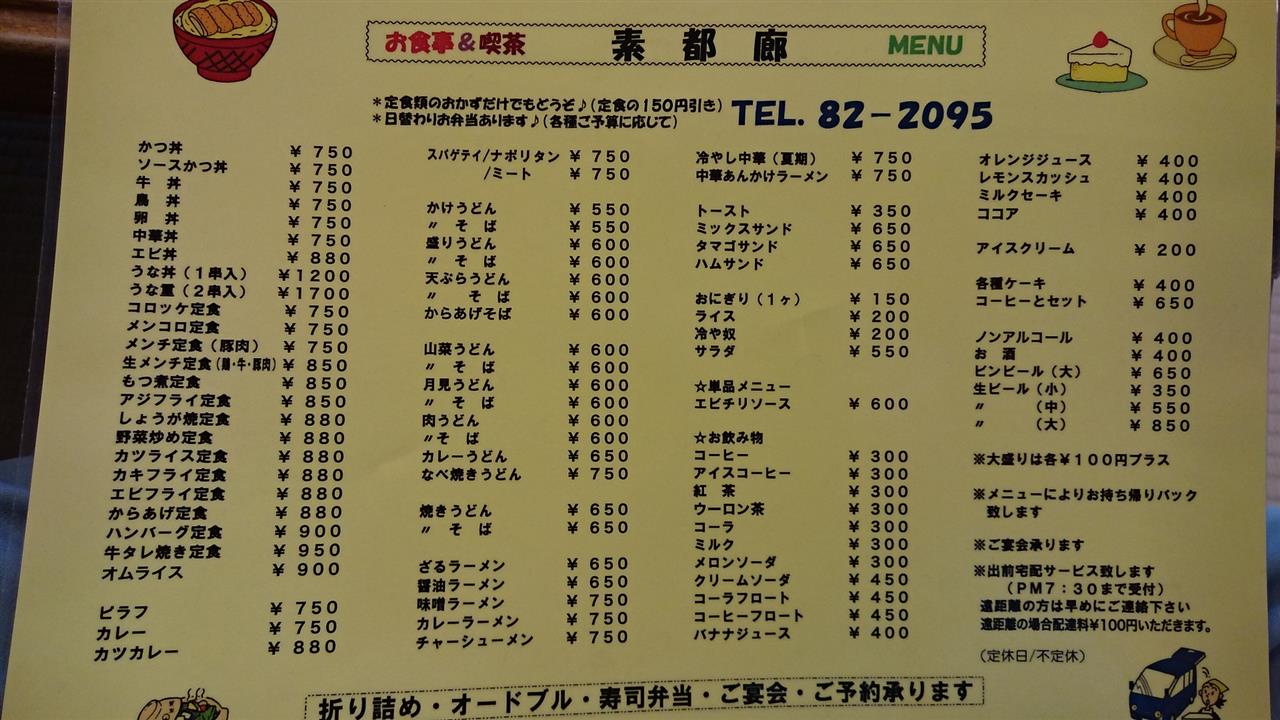 お食事&喫茶 素都廊 MENU
*定食類のおかずだけでもどうぞ♪(定食の150円引き)
*日替わりお弁当あります♪(各種ご予算に応じて)
TEL. 82-2095
かつ丼 ¥750
ソースかつ丼 ¥750
牛 丼 ¥750
鳥 丼 ¥750
卵 丼 ¥750
中華丼 ¥750
エビ丼 ¥880
うな丼(1串入) ¥1200
うな重(2串入) ¥1700
コロッケ定食 ¥750
メンコロ定食 ¥750
メンチ定食(豚肉) ¥750
生メンチ定食(鶏・牛・豚肉) ¥850
もつ煮定食 ¥850
アジフライ定食 ¥850
しょうが焼定食 ¥880
野菜炒め定食 ¥880
カツライス定食 ¥880
カキフライ定食 ¥880
エビフライ定食 ¥880
からあげ定食 ¥880
ハンバーグ定食 ¥900
牛タレ焼き定食 ¥950
オムライス ¥900
ピラフ ¥750
カレー ¥750
カツカレー ¥880
スパゲテイ/ナポリタン ¥750
/ミート ¥750
かけうどん ¥550
〃 そ ば ¥550
盛りうどん ¥600
〃 そ ば ¥600
天ぷらうどん ¥600
〃 そ ば ¥600
からあげそば ¥600
山菜うどん ¥600
〃 そ ば ¥600
月見うどん ¥600
〃 そ ば ¥600
肉うどん ¥600
〃そ ば ¥600
カレーうどん ¥650
なべ焼きうどん ¥750
焼きうどん ¥650
〃 そ ば ¥650
ざるラーメン ¥650
醤油ラーメン ¥650
味噌ラーメン ¥750
カレーラーメン ¥750
チャーシューメン ¥750
冷やし中華(夏期) ¥750
中華あんかけラーメン ¥750
トースト ¥350
ミックスサンド ¥650
タマゴサンド ¥650
ハムサンド ¥650
おにぎり(1ヶ) ¥150
ライス ¥200
冷や奴 ¥200
サラダ ¥550
☆単品メニュー
エビチリソース ¥600
☆お飲み物
コーヒー ¥300
アイスコーヒー ¥300
紅 茶 ¥300
ウーロン茶 ¥300
コーラ ¥300
ミルク ¥300
メロンソーダ ¥300
クリームソーダ ¥450
コーラフロート ¥450
コーヒーフロート ¥450
バナナジュース ¥400
オレンジジュース ¥400
レモンスカッシュ ¥400
ミルクセーキ ¥400
ココア ¥400
アイスクリーム ¥200
各種ケーキ ¥400
コーヒーとセット ¥650
ノンアルコール ¥400
お 酒 ¥400
ビンビール(大) ¥650
生ビール(小) ¥350
〃 (中) ¥550
〃 (大) ¥850
※大盛りは各¥100円プラス
※メニューによりお持ち帰りパック
致します
※ご宴会承ります
※出前宅配サービス致します
(PM7:30まで受付)
遠距離の方は早めにご連絡下さい
遠距離の場合配達料¥100円いただきます。
(定休日/不定休)
折り詰め・オードブル・寿司弁当・ご宴会・ご予約承ります